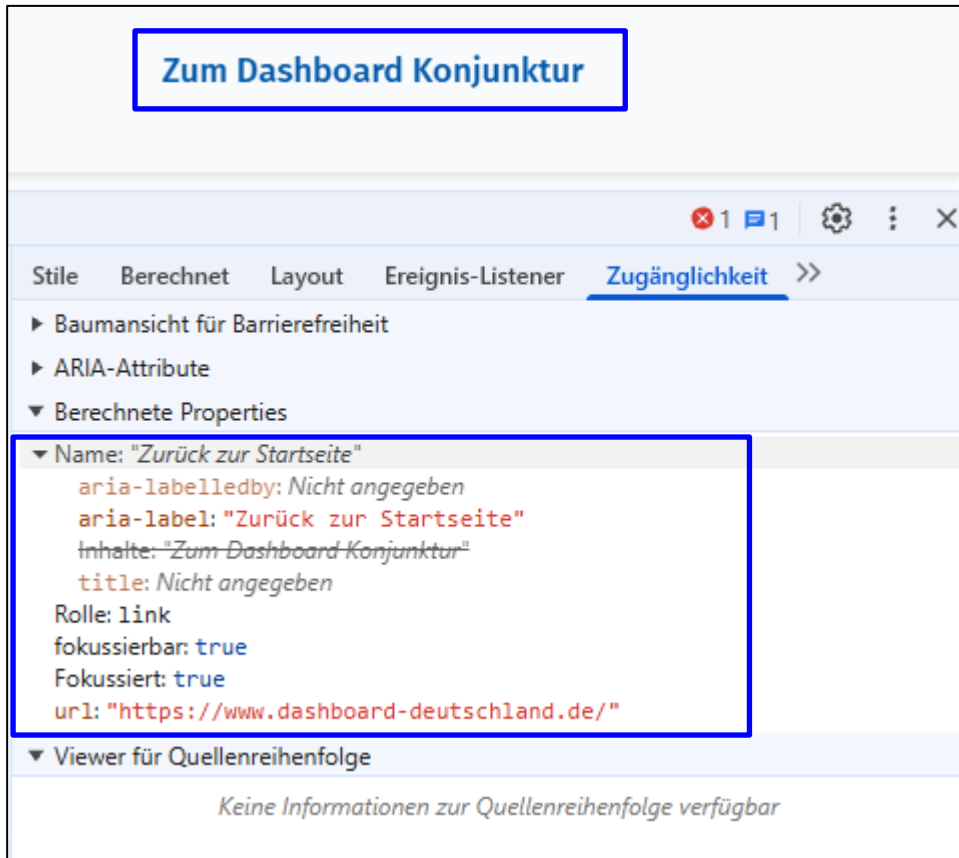 Zum Dashboard Konjunktur
1 1
Stile Berechnet Layout Ereignis-Listener Zugänglichkeit
Baumansicht für Barrierefreiheit
ARIA-Attribute
Berechnete Properties
Name: "Zurück zur Startseite"
aria-labelledby: Nicht angegeben
aria-label: "Zurück zur Startseite"
Inhalte: "Zum Dashboard Konjunktur"
title: Nicht angegeben
Rolle: link
fokussierbar: true
Fokussiert: true
url: "https://www.dashboard-deutschland.de/"
Viewer für Quellenreihenfolge
Keine Informationen zur Quellenreihenfolge verfügbar